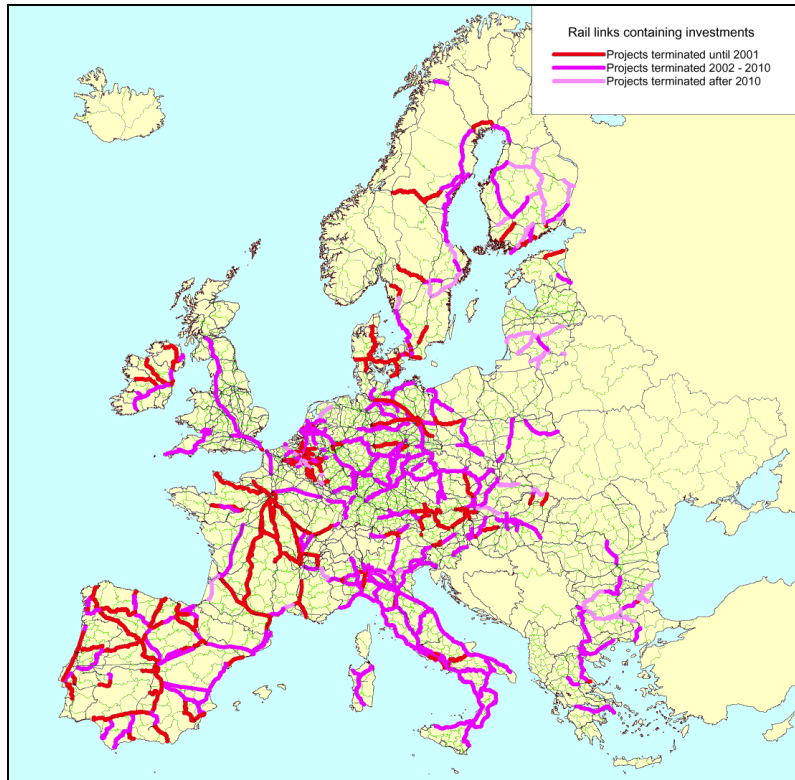 Rail links containing investments
Projects terminated until 2001
Projects terminated 2002 - 2010
Projects terminated after 2010